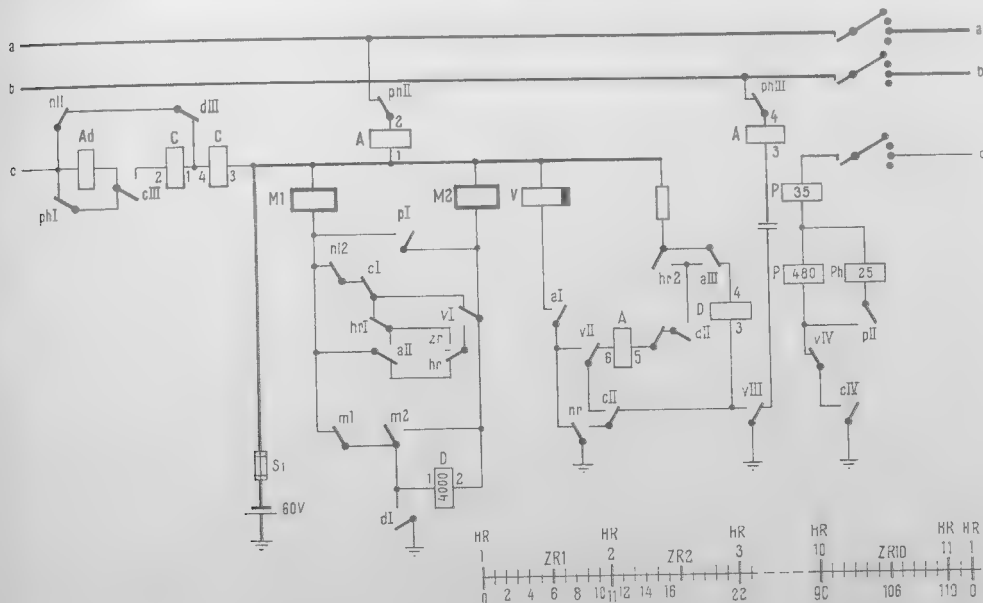 a a
b b
c c
nII dIII phII phIII
Ad C C A 2 1 A 4 3
2 1 4 3
phI cIII
M1 M2 V
pI
nl2 cI
hrI vI
aII zr hr
aI hr2 aIII
vII A 6 5 cII
D 4 3
nr cII vIII
P 35
P 480 Ph 25
pII
vIV cIV
m1 m2
D 1 4000 2
dI
Si
60V
HR HR HR HR HR HR
1 ZR1 2 ZR2 3 10 ZR10 11 1
0 2 4 6 8 10 11 12 14 16 22 90 106 110 0